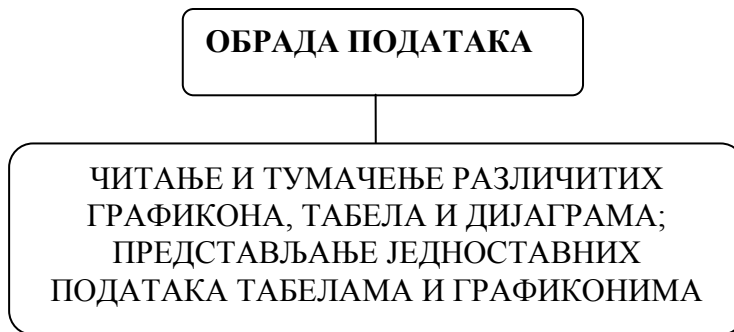 ОБРАДА ПОДАТАКА
ЧИТАЊЕ И ТУМАЧЕЊЕ РАЗЛИЧИТИХ
ГРАФИКОНА, ТАБЕЛА И ДИЈАГРАМА;
ПРЕДСТАВЉАЊЕ ЈЕДНОСТАВНИХ
ПОДАТАКА ТАБЕЛАМА И ГРАФИКОНИМА